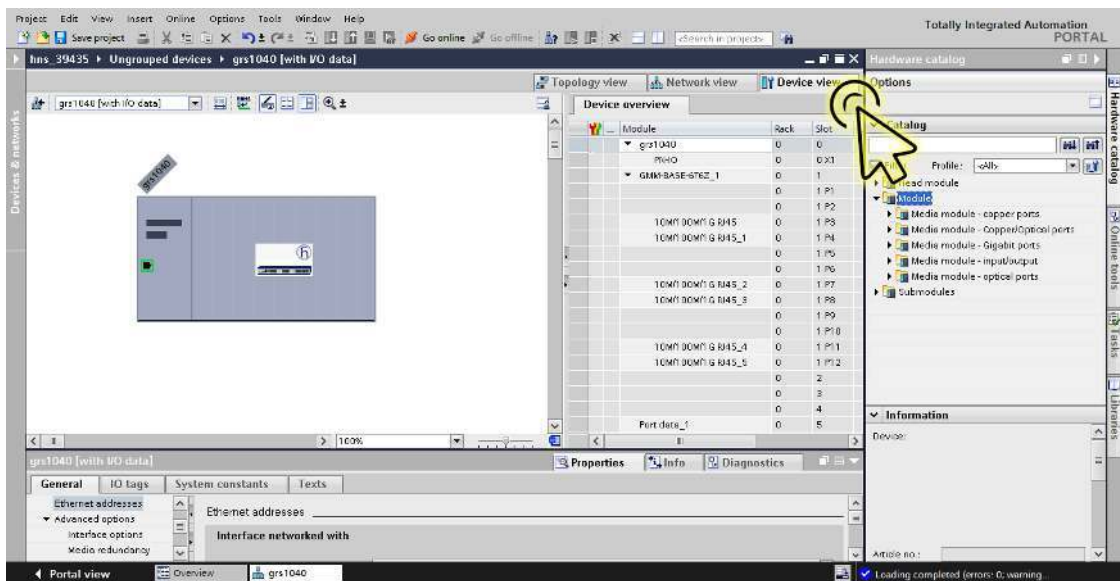 Project Edit View Insert Online Options Tools Window Help
Totally Integrated Automation
PORTAL
Save project
Go online
Go offline
<Search in project>
hns_39435 Ungrouped devices grs1040 [with I/O data]
Hardware catalog
Topology view
Network view
Device view
Options
grs1040 [with I/O data]
Device overview
Module Rack Slot
Catalog
grs1040 0 0
PN-IO 0 0 X1
Profile: <All>
GMM-BASE-6T6Z_1 0 1
Head module
0 1 P1
Module
0 1 P2
Media module - copper ports
10M/100M/1G RJ45 0 1 P3
Media module - Copper/Optical ports
10M/100M/1G RJ45_1 0 1 P4
Media module - Gigabit ports
0 1 P5
Media module - input/output
0 1 P6
Media module - optical ports
10M/100M/1G RJ45_2 0 1 P7
Submodules
10M/100M/1G RJ45_3 0 1 P8
0 1 P9
0 1 P10
10M/100M/1G RJ45_4 0 1 P11
10M/100M/1G RJ45_5 0 1 P12
0 2
0 3
0 4
Port data_1 0 5
grs1040
Information
Device:
100%
grs1040 [with I/O data]
Properties
Info
Diagnostics
General
IO tags
System constants
Texts
Ethernet addresses
Advanced options
Interface options
Media redundancy
Ethernet addresses
Interface networked with
Article no.:
Devices & networks
Hardware catalog
Online tools
Tasks
Libraries
Portal view
Overview
grs1040
Loading completed (errors: 0; warning...